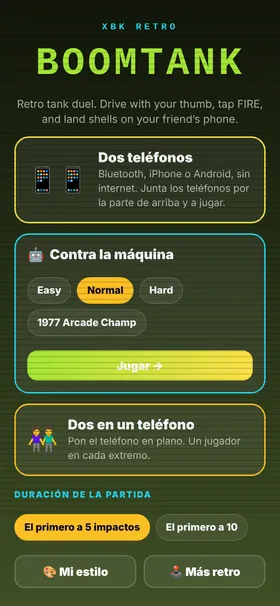 XBK RETRO
BOOMTANK
Retro tank duel. Drive with your thumb, tap FIRE,
and land shells on your friend's phone.
Dos teléfonos
Bluetooth, iPhone o Android, sin
internet. Junta los teléfonos por
la parte de arriba y a jugar.
Contra la máquina
Easy
Normal
Hard
1977 Arcade Champ
Jugar →
Dos en un teléfono
Pon el teléfono en plano. Un jugador
en cada extremo.
DURACIÓN DE LA PARTIDA
El primero a 5 impactos
El primero a 10
Mi estilo
Más retro